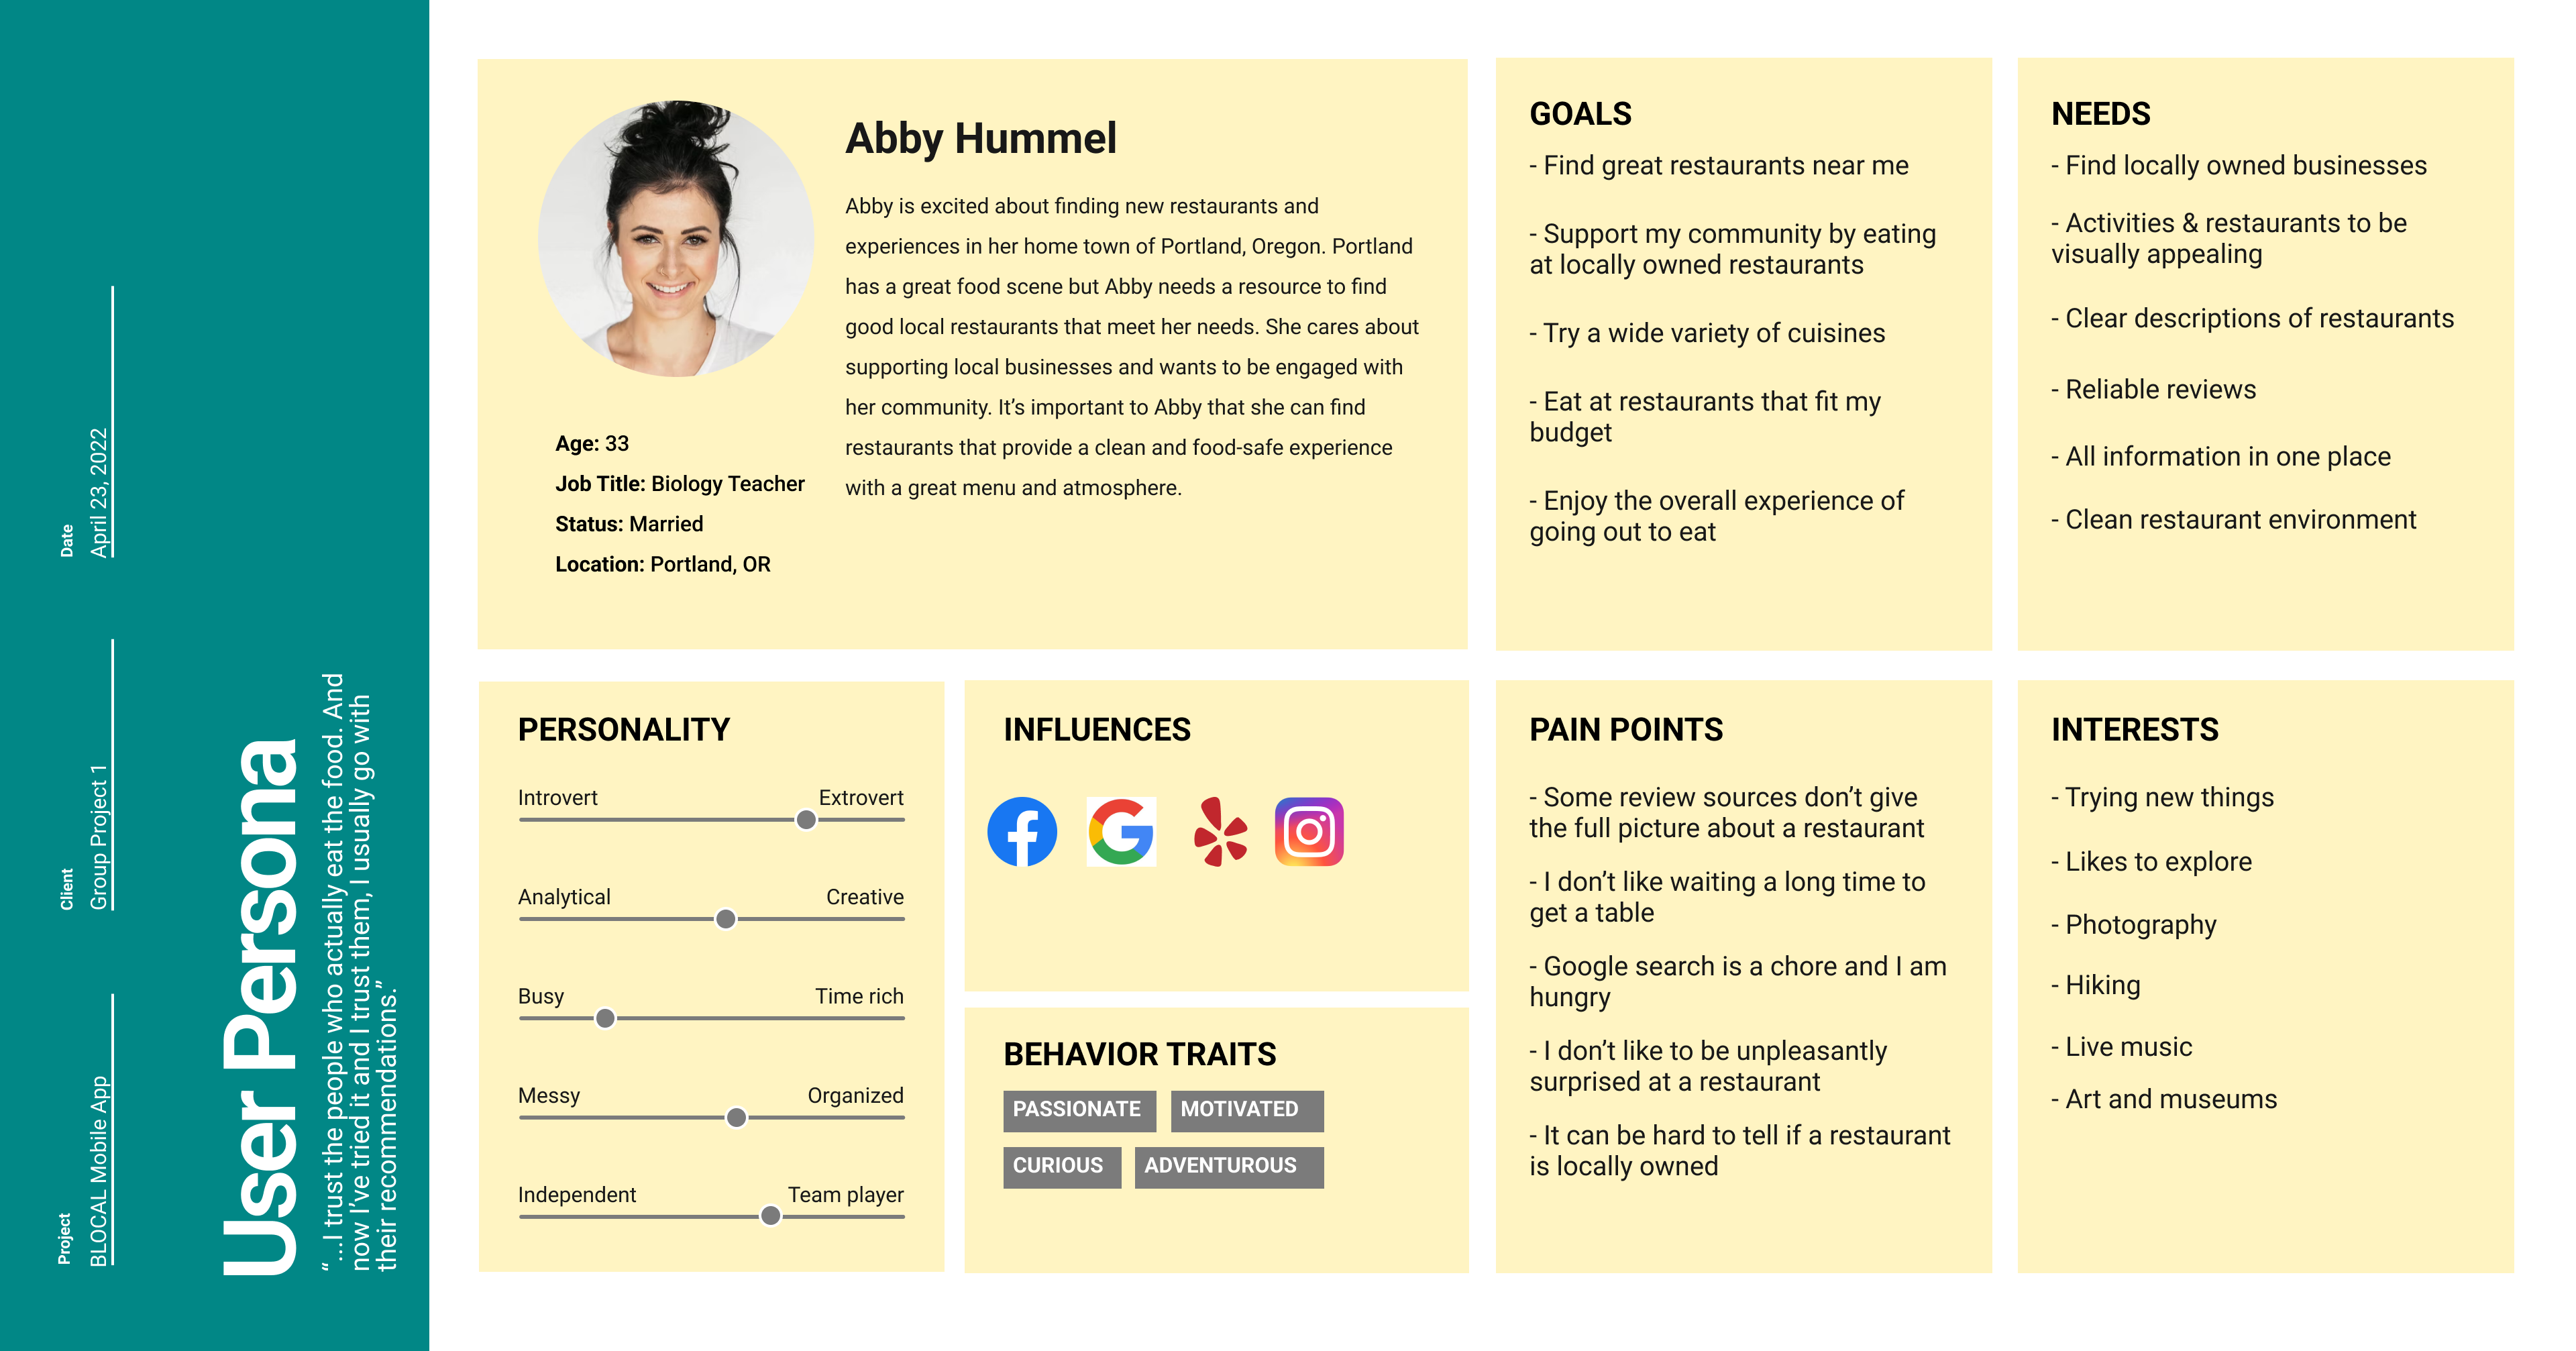 Project
BLOCAL Mobile App
Client
Group Project 1
Date
April 23, 2022
User Persona
“ ...I trust the people who actually eat the food. And
now I’ve tried it and I trust them, I usually go with
their recommendations.”
Abby Hummel
Abby is excited about finding new restaurants and
experiences in her home town of Portland, Oregon. Portland
has a great food scene but Abby needs a resource to find
good local restaurants that meet her needs. She cares about
supporting local businesses and wants to be engaged with
her community. It’s important to Abby that she can find
restaurants that provide a clean and food-safe experience
with a great menu and atmosphere.
Age: 33
Job Title: Biology Teacher
Status: Married
Location: Portland, OR
GOALS
- Find great restaurants near me
- Support my community by eating
at locally owned restaurants
- Try a wide variety of cuisines
- Eat at restaurants that fit my
budget
- Enjoy the overall experience of
going out to eat
NEEDS
- Find locally owned businesses
- Activities & restaurants to be
visually appealing
- Clear descriptions of restaurants
- Reliable reviews
- All information in one place
- Clean restaurant environment
PERSONALITY
Introvert Extrovert
Analytical Creative
Busy Time rich
Messy Organized
Independent Team player
INFLUENCES
BEHAVIOR TRAITS
PASSIONATE MOTIVATED
CURIOUS ADVENTUROUS
PAIN POINTS
- Some review sources don’t give
the full picture about a restaurant
- I don’t like waiting a long time to
get a table
- Google search is a chore and I am
hungry
- I don’t like to be unpleasantly
surprised at a restaurant
- It can be hard to tell if a restaurant
is locally owned
INTERESTS
- Trying new things
- Likes to explore
- Photography
- Hiking
- Live music
- Art and museums